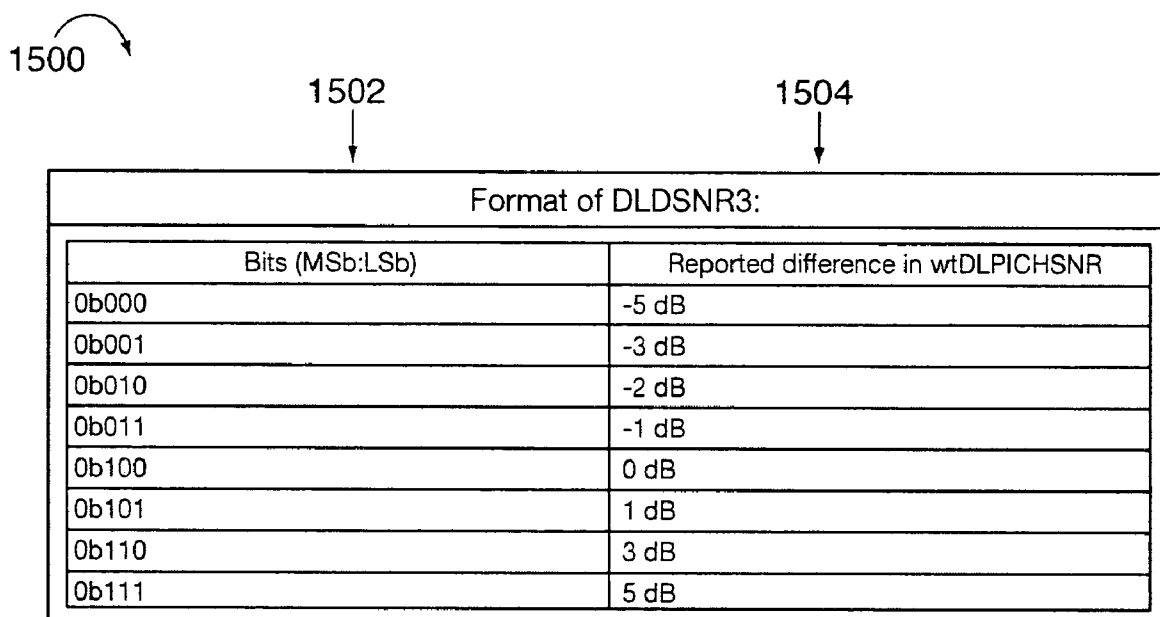 1500
1502 1504
Format of DLDSNR3:
Bits (MSb:LSb) Reported difference in wtDLPICHSNR
0b000 -5 dB
0b001 -3 dB
0b010 -2 dB
0b011 -1 dB
0b100 0 dB
0b101 1 dB
0b110 3 dB
0b111 5 dB